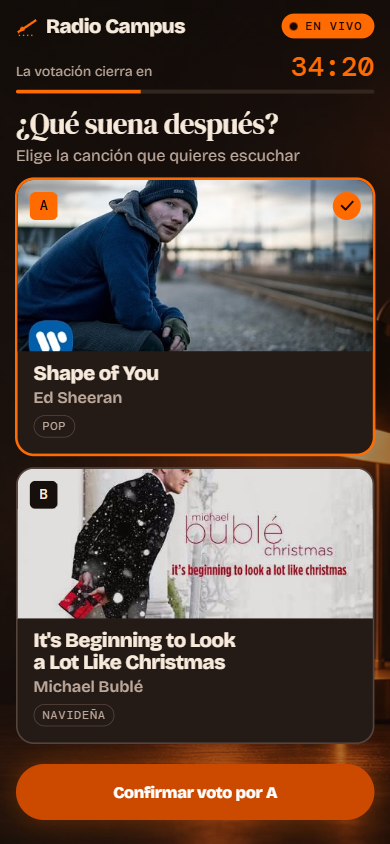 Radio Campus
EN VIVO
La votación cierra en
34:20
¿Qué suena después?
Elige la canción que quieres escuchar
A
Shape of You
Ed Sheeran
POP
B
michael
bublé
christmas
it's beginning to look a lot like christmas
It's Beginning to Look
a Lot Like Christmas
Michael Bublé
NAVIDEÑA
Confirmar voto por A